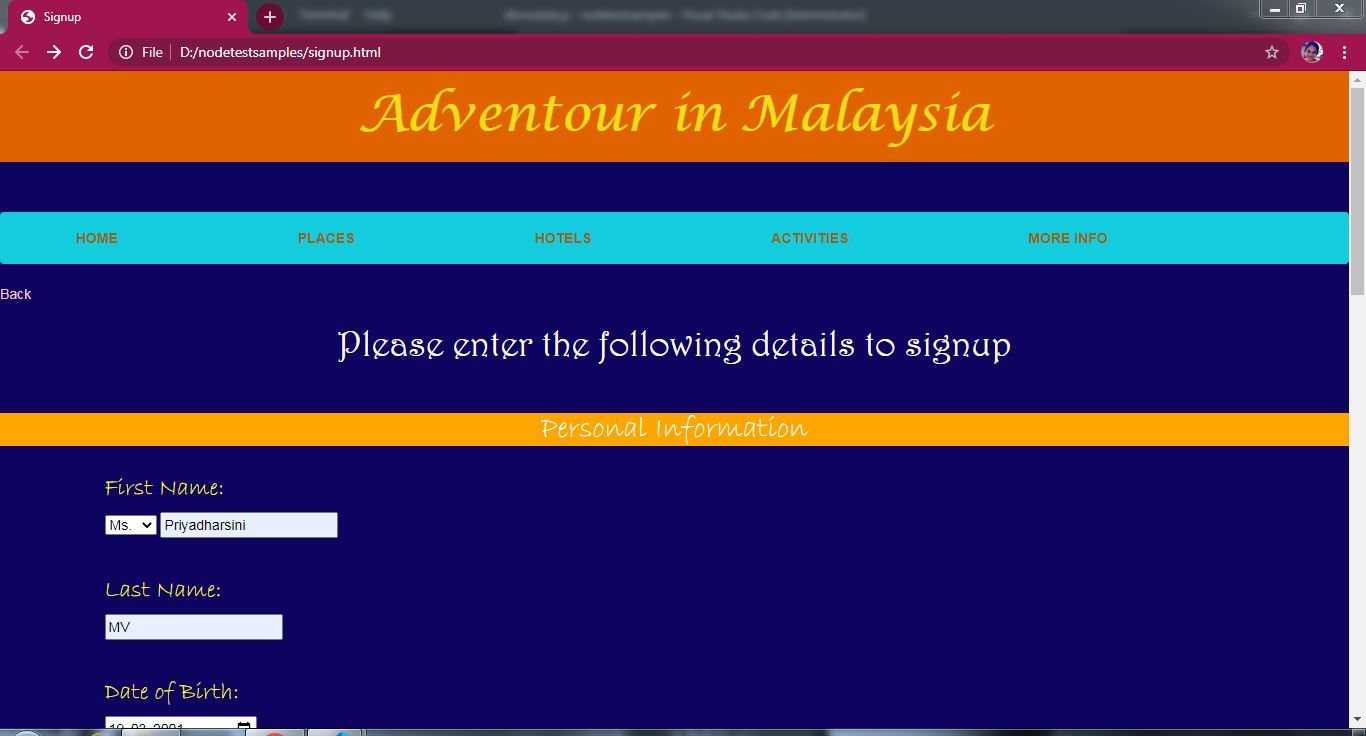 Signup
File D:/nodetestsamples/signup.html
Adventour in Malaysia
HOME PLACES HOTELS ACTIVITIES MORE INFO
Back
Please enter the following details to signup
Personal Information
First Name:
Ms. Priyadharsini
Last Name:
MV
Date of Birth: